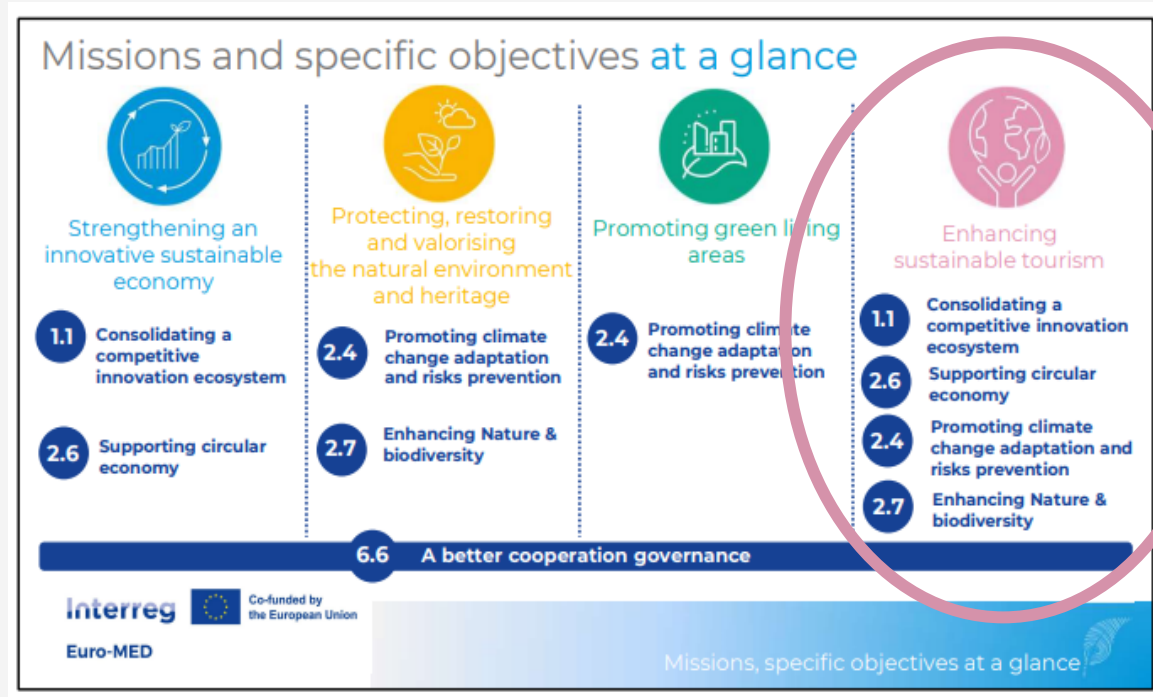 Missions and specific objectives at a glance
Strengthening an
innovative sustainable
economy
1.1
Consolidating a
competitive
innovation ecosystem
2.6
Supporting circular
economy
Protecting, restoring
and valorising
the natural environment
and heritage
2.4
Promoting climate
change adaptation
and risks prevention
2.7
Enhancing Nature &
biodiversity
Promoting green living
areas
2.4
Promoting climate
change adaptation
and risks prevention
Enhancing
sustainable tourism
1.1
Consolidating a
competitive innovation
ecosystem
2.6
Supporting circular
economy
2.4
Promoting climate
change adaptation and
risks prevention
2.7
Enhancing Nature &
biodiversity
6.6 A better cooperation governance
Interreg
Co-funded by
the European Union
Euro-MED
Missions, specific objectives at a glance